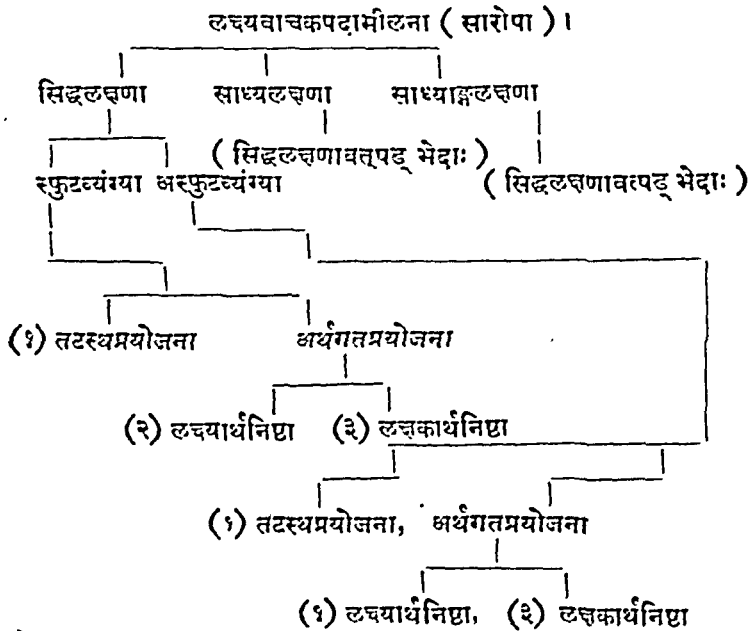 लक्ष्यवाचकपदामीलना ( सारोपा ) ।
सिद्धलक्षणा साध्यलक्षणा साध्याङ्गलक्षणा
( सिद्धलक्षणावत्षड् भेदाः )
स्फुटव्यंग्या अस्फुटव्यंग्या
( सिद्धलक्षणावत्षड् भेदाः )
(१) तटस्थप्रयोजना अर्थगतप्रयोजना
(२) लक्ष्यार्थनिष्ठा (३) लक्षकार्थनिष्ठा
(१) तटस्थप्रयोजना, अर्थगतप्रयोजना
(१) लक्ष्यार्थनिष्ठा, (३) लक्षकार्थनिष्ठा